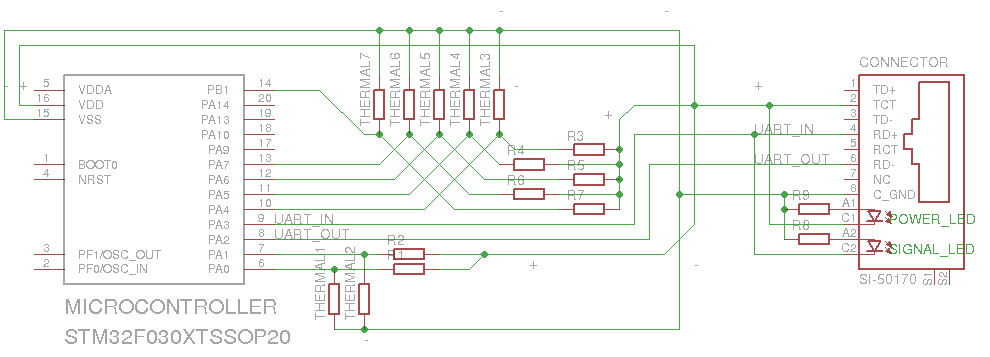 THERMAL7
THERMAL6
THERMAL5
THERMAL4
THERMAL3
CONNECTOR
5 VDDA
16 VDD
15 VSS
1 BOOT0
4 NRST
3 PF1/OSC_OUT
2 PF0/OSC_IN
PB1 14
PA14 20
PA13 19
PA10 18
PA9 17
PA7 13
PA6 12
PA5 11
PA4 10
PA3 9 UART_IN
PA2 8 UART_OUT
PA1 7
PA0 6
R3
R4
R5
R6
R7
R2
R1
THERMAL1
THERMAL2
UART_IN
UART_OUT
R9
R8
1 TD+
2 TCT
3 TD-
4 RD+
5 RCT
6 RD-
7 NC
8 C_GND
A1
C1 POWER_LED
A2
C2 SIGNAL_LED
SI-50170 S1 S2
MICROCONTROLLER
STM32F030XTSSOP20